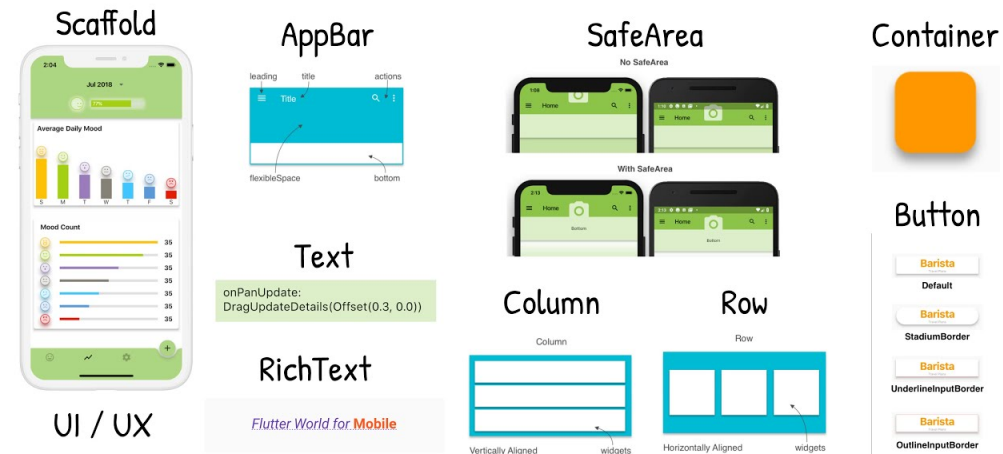 Scaffold
2:04
Jul 2018
77%
Average Daily Mood
S M T W T F S
Mood Count
35
35
35
35
35
35
35
UI / UX
AppBar
leading title actions
Title
flexibleSpace bottom
Text
onPanUpdate:
DragUpdateDetails(Offset(0.3, 0.0))
RichText
Flutter World for Mobile
SafeArea
No SafeArea
Home
Home
With SafeArea
2:13
Home
Bottom
Home
Bottom
Column
Column
Vertically Aligned widgets
Row
Row
Horizontally Aligned widgets
Container
Button
Barista
Default
Barista
StadiumBorder
Barista
UnderlineInputBorder
Barista
OutlineInputBorder